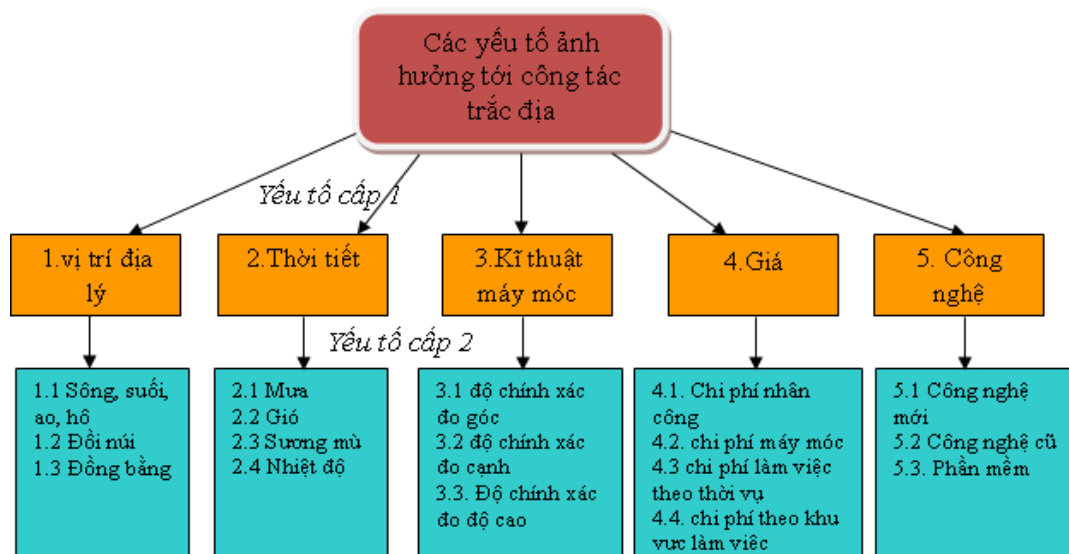 Các yếu tố ảnh
hưởng tới công tác
trắc địa
Yếu tố cấp 1
1.vị trí địa
lý
2.Thời tiết
3.Kĩ thuật
máy móc
4.Giá
5. Công
nghệ
Yếu tố cấp 2
1.1 Sông, suối,
ao, hô
1.2 Đồi núi
1.3 Đồng bằng
2.1 Mưa
2.2 Gió
2.3 Sương mù
2.4 Nhiệt độ
3.1 độ chính xác
đo góc
3.2 độ chính xác
đo cạnh
3.3. Độ chính xác
đo độ cao
4.1. Chi phí nhân
công
4.2. chi phí máy móc
4.3 chi phí làm việc
theo thời vụ
4.4. chi phí theo khu
vực làm việc
5.1 Công nghệ
mới
5.2 Công nghệ cũ
5.3. Phần mềm